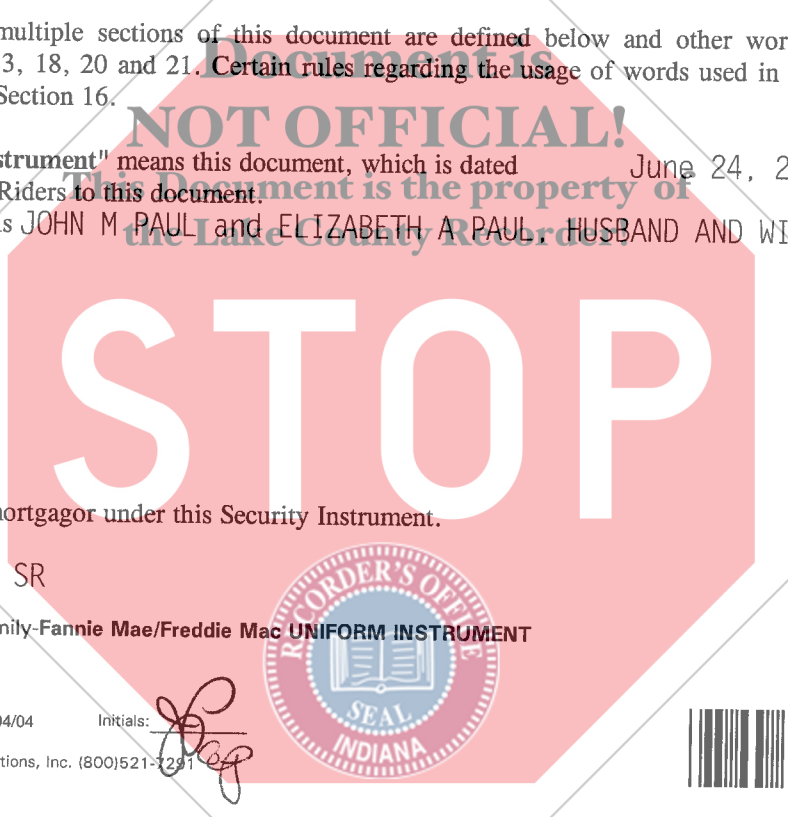 multiple sections of this document are defined below and other wor
Document is
3, 18, 20 and 21. Certain rules regarding the usage of words used in
Section 16.
NOT OFFICIAL!
strument" means this document, which is dated June 24, 2
This Document is the property of
Riders to this document.
s JOHN M PAUL and ELIZABETH A PAUL, HUSBAND AND WI
the Lake County Recorder!
STOP
mortgagor under this Security Instrument.
SR
RECORDER'S OFFICE
mily-Fannie Mae/Freddie Mac UNIFORM INSTRUMENT
SEAL
04/04 Initials:
INDIANA
tions, Inc. (800)521-7291